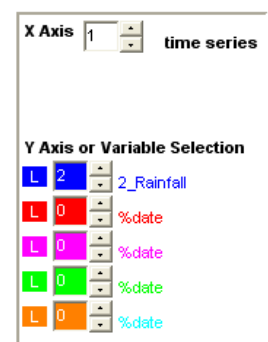 X Axis 1 time series
Y Axis or Variable Selection
L 2 2_Rainfall
L 0 %date
L 0 %date
L 0 %date
L 0 %date